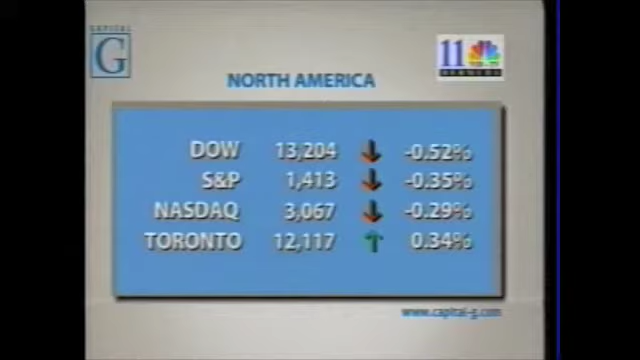 CAPITAL
G
11
NORTH AMERICA
DOW 13,204 -0.52%
S&P 1,413 -0.35%
NASDAQ 3,067 -0.29%
TORONTO 12,117 0.34%
www.capital-g.com